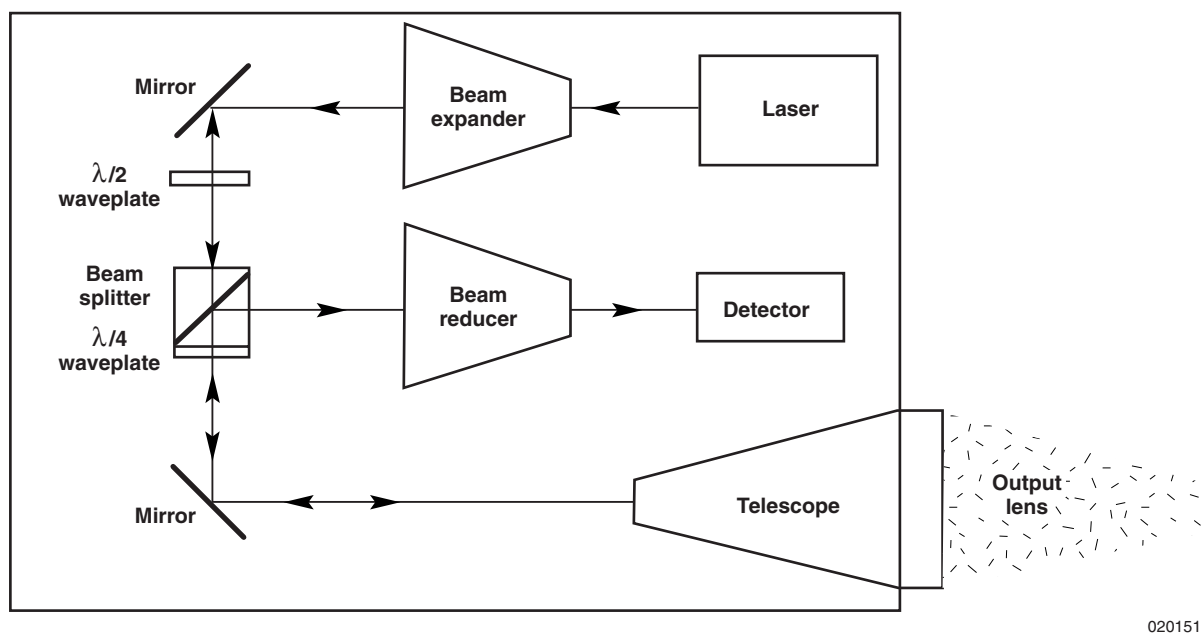 Mirror
Beam
expander
Laser
λ/2
waveplate
Beam
splitter
λ/4
waveplate
Beam
reducer
Detector
Mirror
Telescope
Output
lens
020151